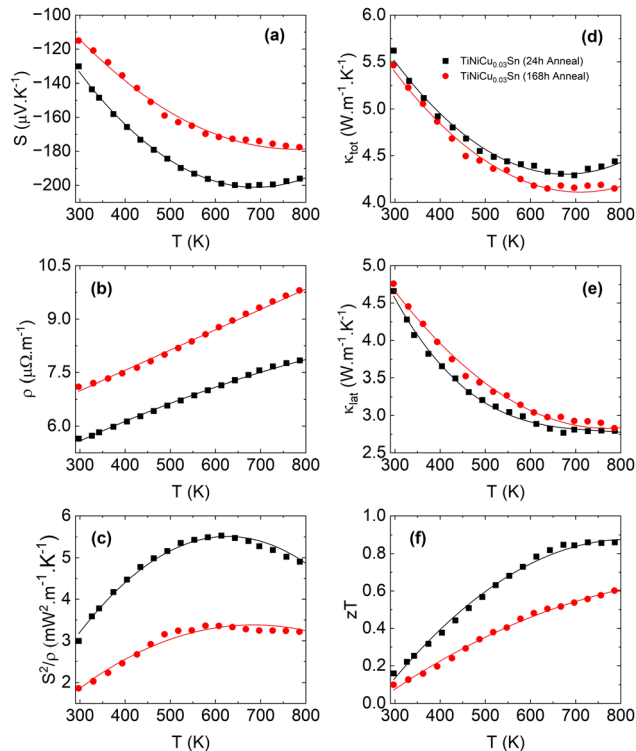 (a)
S (μV.K⁻¹)
−100
−120
−140
−160
−180
−200
300 400 500 600 700 800
T (K)
(d)
TiNiCu₀.₀₃Sn (24h Anneal)
TiNiCu₀.₀₃Sn (168h Anneal)
κtot (W.m⁻¹.K⁻¹)
6.0
5.5
5.0
4.5
4.0
300 400 500 600 700 800
T (K)
(b)
ρ (μΩ.m⁻¹)
10.5
9.0
7.5
6.0
300 400 500 600 700 800
T (K)
(e)
κlat (W.m⁻¹.K⁻¹)
5.0
4.5
4.0
3.5
3.0
2.5
300 400 500 600 700 800
T (K)
(c)
S²/ρ (mW².m⁻¹.K⁻¹)
6
5
3
2
300 400 500 600 700 800
T (K)
(f)
zT
1.0
0.8
0.6
0.4
0.2
0.0
300 400 500 600 700 800
T (K)